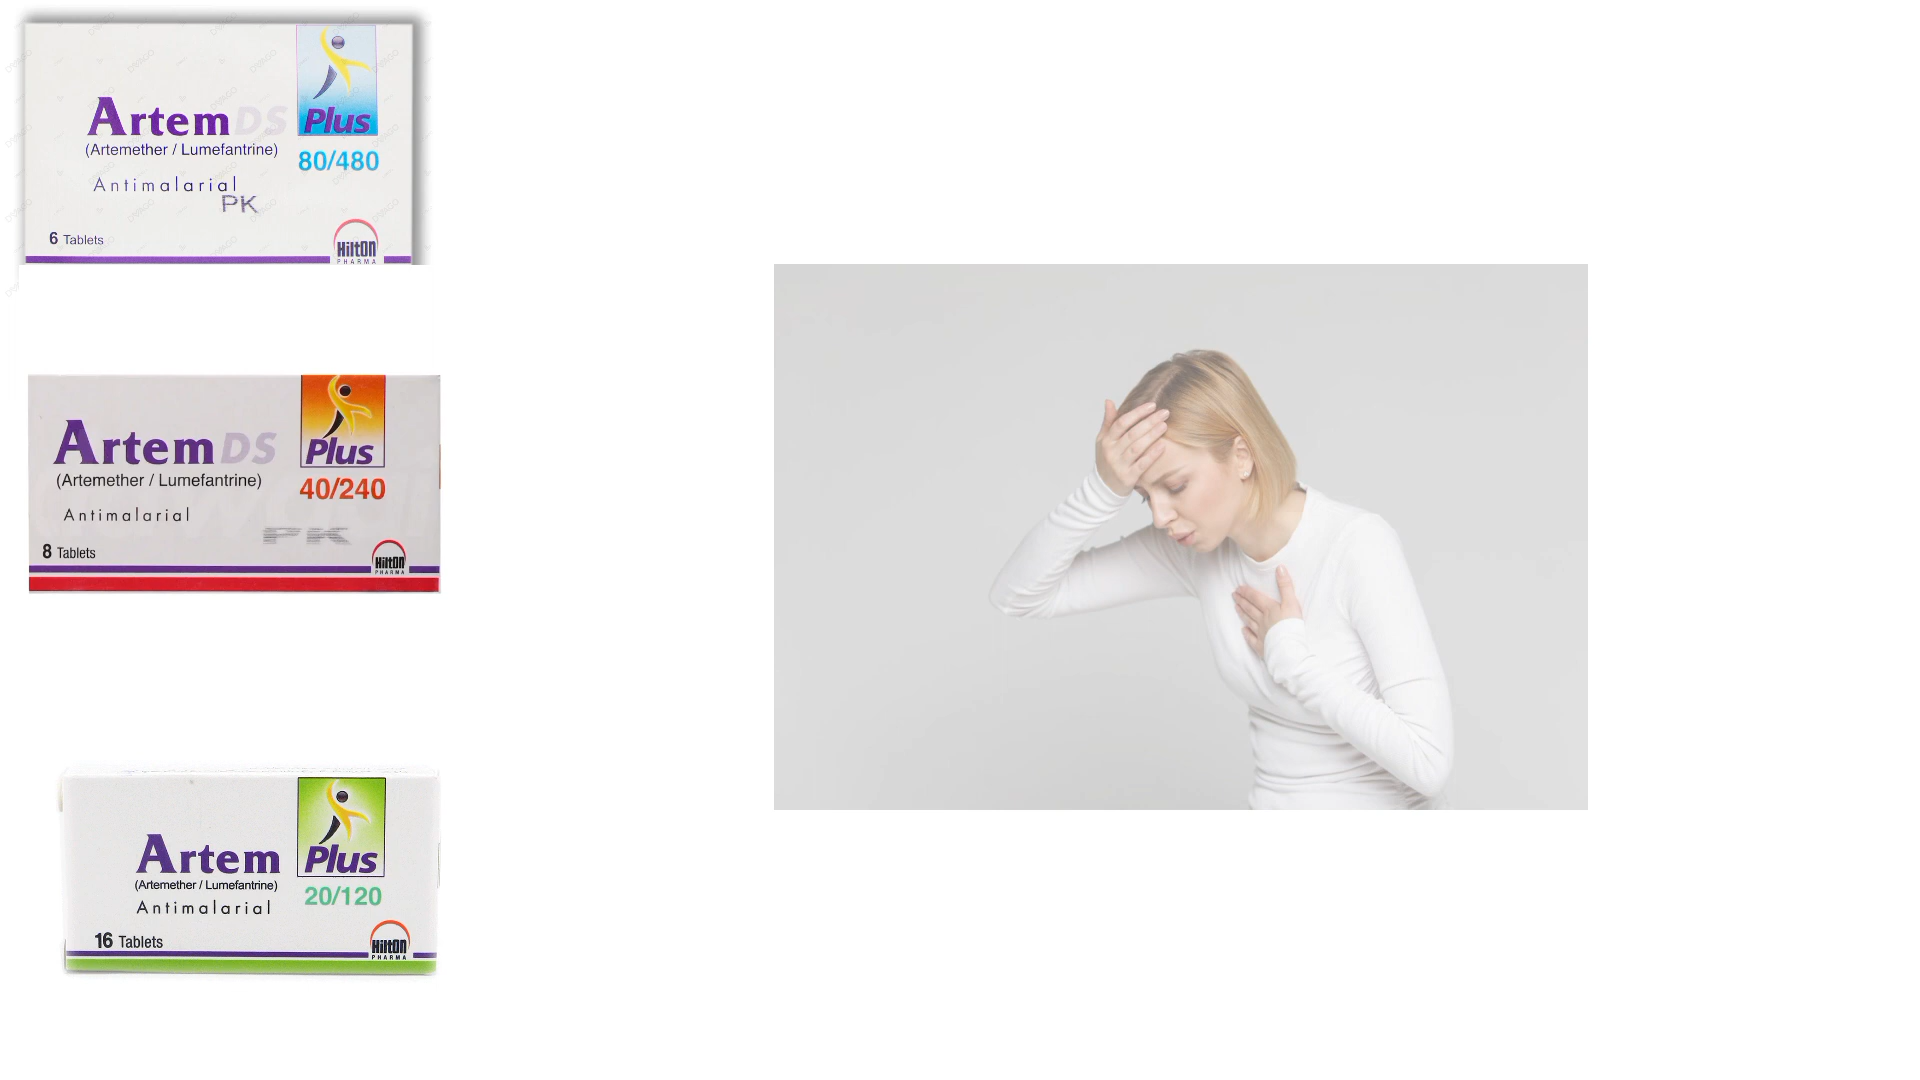 Artem DS
Plus
(Artemether / Lumefantrine)
80/480
Antimalarial
PK
6 Tablets
HiltON
PHARMA
Artem DS
Plus
(Artemether / Lumefantrine)
40/240
Antimalarial
PK
8 Tablets
HiltON
PHARMA
Artem
Plus
(Artemether / Lumefantrine)
20/120
Antimalarial
16 Tablets
HiltON
PHARMA